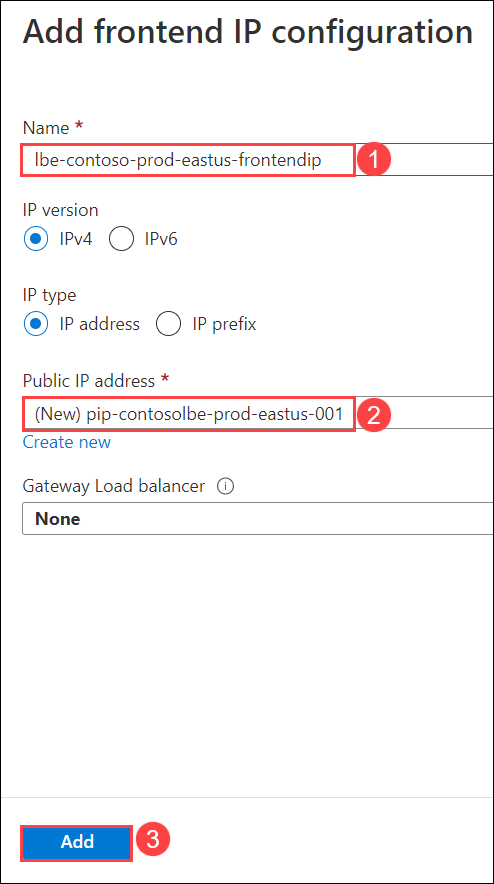 Add frontend IP configuration
Name *
lbe-contoso-prod-eastus-frontendip 1
IP version
IPv4 IPv6
IP type
IP address IP prefix
Public IP address *
(New) pip-contosolbe-prod-eastus-001 2
Create new
Gateway Load balancer i
None
Add 3